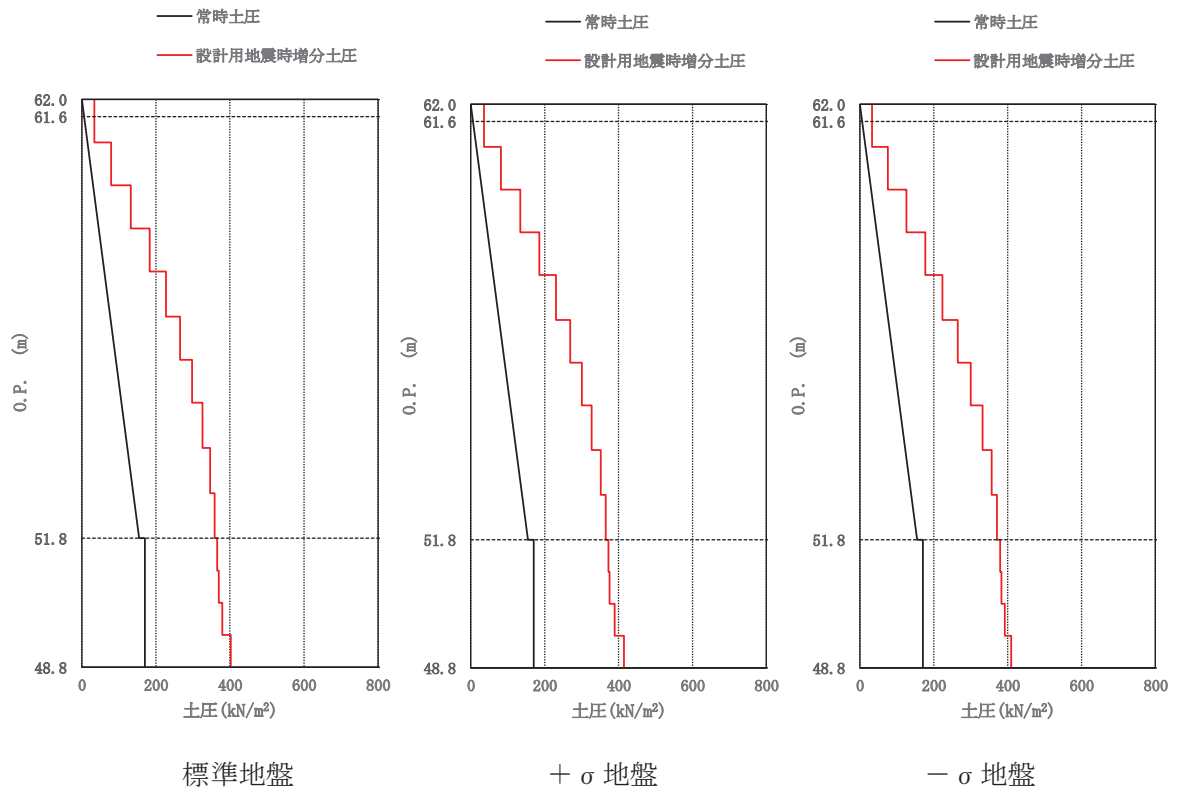 常時土圧
設計用地震時増分土圧
62.0
61.6
51.8
48.8
O.P. (m)
0 200 400 600 800
土圧(kN/m²)
標準地盤
常時土圧
設計用地震時増分土圧
62.0
61.6
51.8
48.8
O.P. (m)
0 200 400 600 800
土圧(kN/m²)
＋σ地盤
常時土圧
設計用地震時増分土圧
62.0
61.6
51.8
48.8
O.P. (m)
0 200 400 600 800
土圧(kN/m²)
－σ地盤